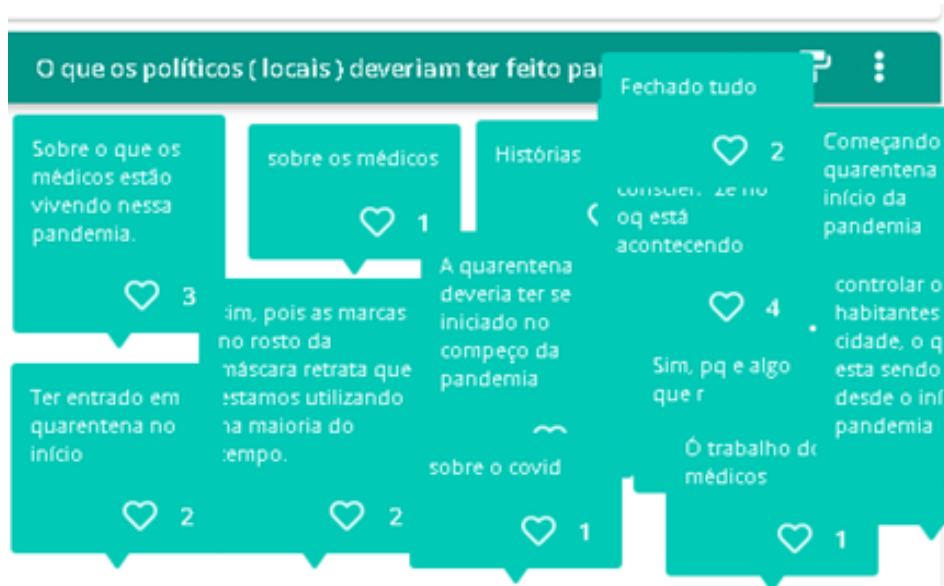 O que os políticos ( locais ) deveriam ter feito
Fechado tudo
2
Sobre o que os
médicos estão
vivendo nessa
pandemia.
3
sobre os médicos
1
Histórias
oq está
acontecendo
4
Começando
quarentena
início da
pandemia
A quarentena
deveria ter se
iniciado no
compeço da
pandemia
pois as marcas
no rosto da
máscara retrata que
estamos utilizando
na maioria do
tempo.
2
controlar
habitantes
cidade, o
esta sendo
desde o
pandemia
Sim, pq e algo
que r
Ter entrado em
quarentena no
início
2
sobre o covid
1
Ó trabalho
médicos
1